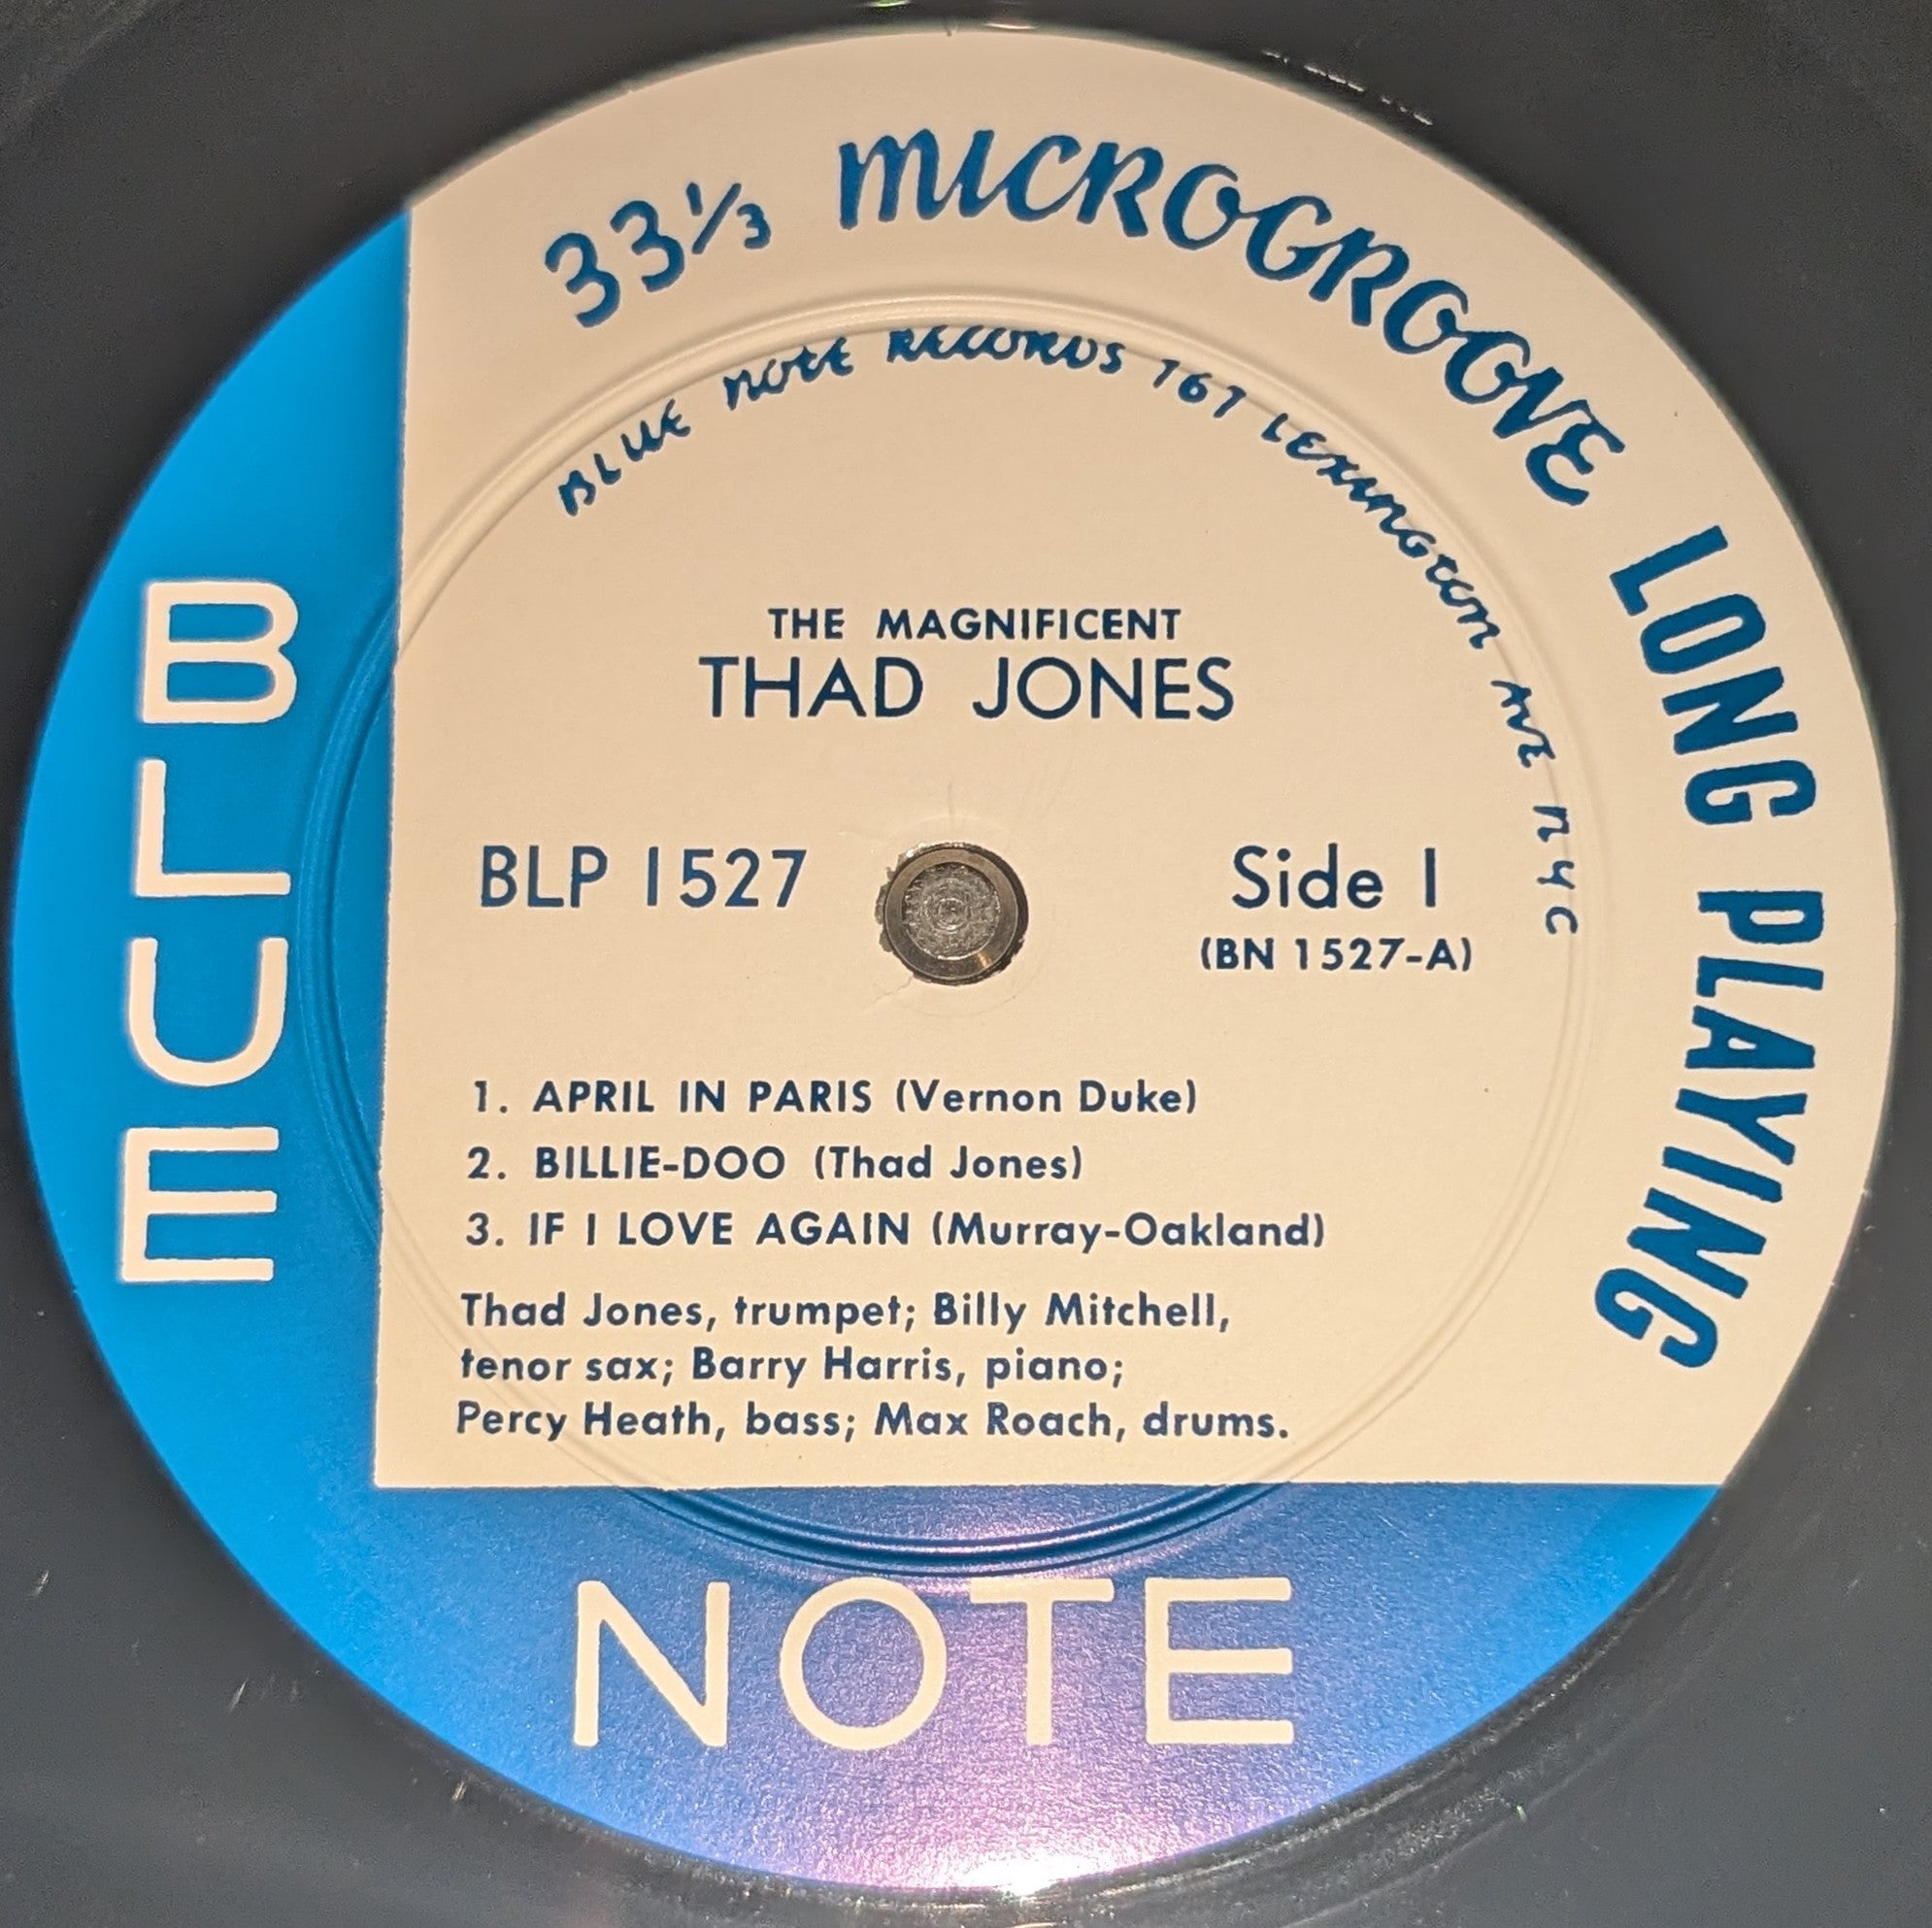 33⅓ MICROGROOVE LONG PLAYING
BLUE NOTE RECORDS 767 LEXINGTON AVE NYC
THE MAGNIFICENT
THAD JONES
BLP 1527
Side 1
(BN 1527-A)
1. APRIL IN PARIS (Vernon Duke)
2. BILLIE-DOO (Thad Jones)
3. IF I LOVE AGAIN (Murray-Oakland)
Thad Jones, trumpet; Billy Mitchell,
tenor sax; Barry Harris, piano;
Percy Heath, bass; Max Roach, drums.
BLUE
NOTE